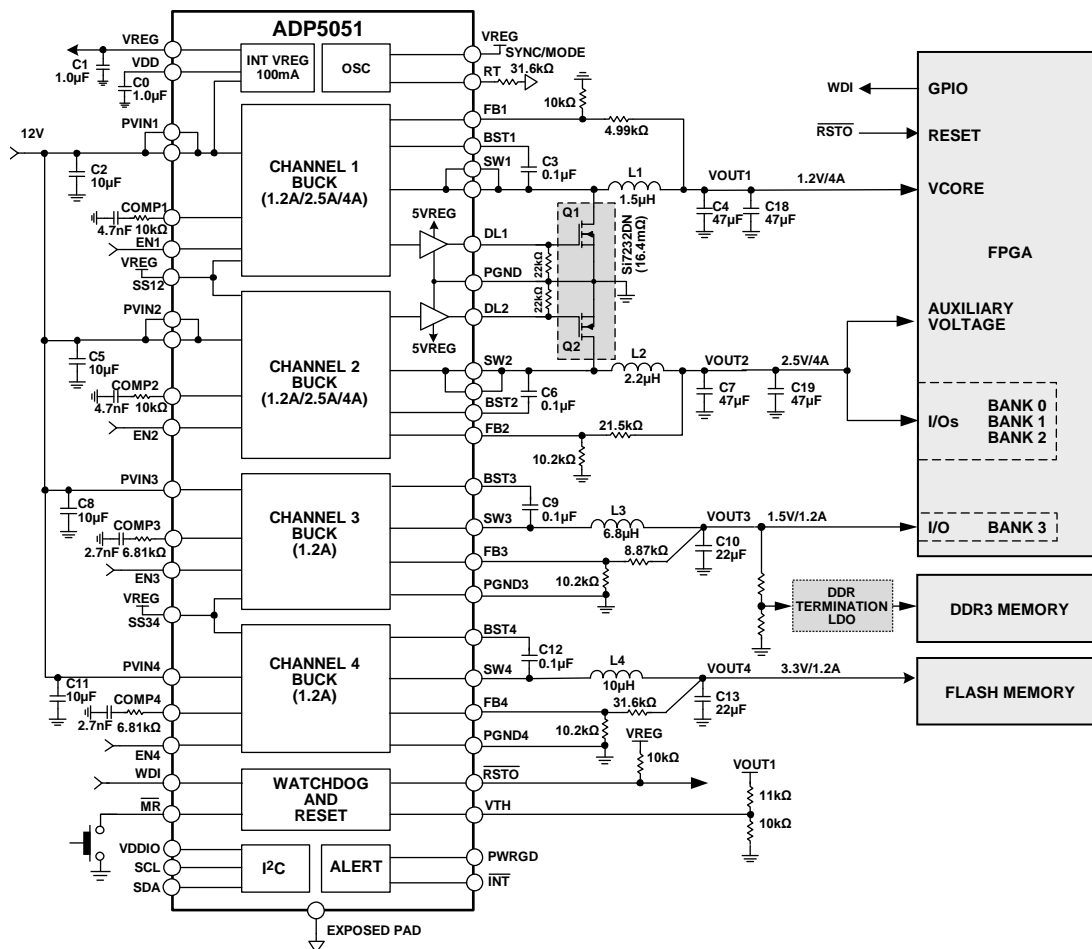 ADP5051
VREG
C1
1.0µF
VDD
C0
1.0µF
INT VREG
100mA
OSC
VREG
SYNC/MODE
RT
31.6kΩ
12V
PVIN1
C2
10µF
COMP1
4.7nF
10kΩ
EN1
VREG
SS12
CHANNEL 1
BUCK
(1.2A/2.5A/4A)
FB1
10kΩ
4.99kΩ
BST1
SW1
C3
0.1µF
L1
1.5µH
VOUT1
1.2V/4A
C4
47µF
C18
47µF
5VREG
DL1
22kΩ
PGND
22kΩ
DL2
5VREG
Q1
Q2
Si7232DN
(16.4mΩ)
PVIN2
C5
10µF
COMP2
4.7nF
10kΩ
EN2
CHANNEL 2
BUCK
(1.2A/2.5A/4A)
SW2
L2
2.2µH
VOUT2
2.5V/4A
C6
0.1µF
BST2
C7
47µF
C19
47µF
FB2
21.5kΩ
10.2kΩ
PVIN3
C8
10µF
COMP3
2.7nF
6.81kΩ
EN3
VREG
SS34
CHANNEL 3
BUCK
(1.2A)
BST3
C9
0.1µF
SW3
L3
6.8µH
VOUT3
1.5V/1.2A
C10
22µF
FB3
8.87kΩ
10.2kΩ
PGND3
PVIN4
C11
10µF
COMP4
2.7nF
6.81kΩ
EN4
CHANNEL 4
BUCK
(1.2A)
BST4
C12
0.1µF
SW4
L4
10µH
VOUT4
3.3V/1.2A
C13
22µF
FB4
31.6kΩ
10.2kΩ
PGND4
VREG
10kΩ
WDI
MR
WATCHDOG
AND
RESET
RSTO
VTH
VOUT1
11kΩ
10kΩ
VDDIO
SCL
SDA
I²C
ALERT
PWRGD
INT
EXPOSED PAD
WDI
GPIO
RSTO
RESET
VCORE
FPGA
AUXILIARY
VOLTAGE
I/Os
BANK 0
BANK 1
BANK 2
I/O
BANK 3
DDR
TERMINATION
LDO
DDR3 MEMORY
FLASH MEMORY